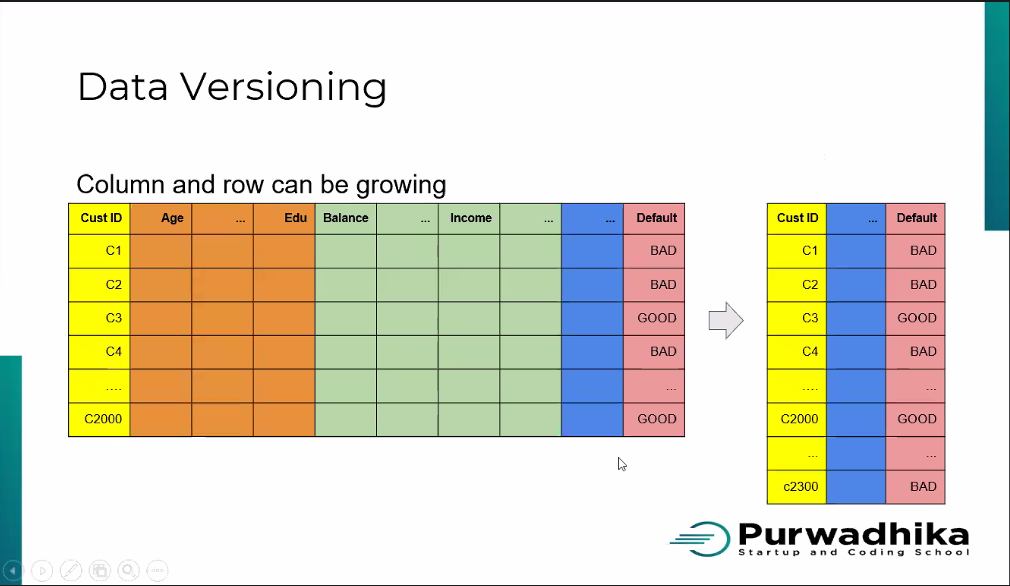 Data Versioning
Column and row can be growing
Cust ID Age ... Edu Balance ... Income ... ... Default
C1 BAD
C2 BAD
C3 GOOD
C4 BAD
.... ...
C2000 GOOD
Cust ID ... Default
C1 BAD
C2 BAD
C3 GOOD
C4 BAD
.... ...
C2000 GOOD
... ...
c2300 BAD
Purwadhika
Startup and Coding School